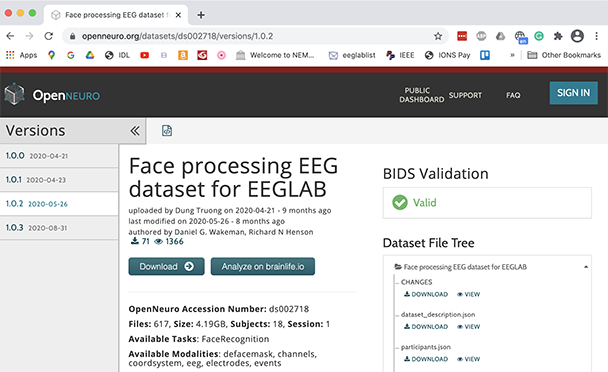 Face processing EEG dataset f
openneuro.org/datasets/ds002718/versions/1.0.2
Apps
IDL
Welcome to NEM...
eeglablist
IEEE
IONS Pay
»
Other Bookmarks
OpenNEURO
PUBLIC
DASHBOARD
SUPPORT
FAQ
SIGN IN
Versions
1.0.0 2020-04-21
1.0.1 2020-04-23
1.0.2 2020-05-26
1.0.3 2020-08-31
Face processing EEG
dataset for EEGLAB
uploaded by Dung Truong on 2020-04-21 - 9 months ago
last modified on 2020-05-26 - 8 months ago
authored by Daniel G. Wakeman, Richard N Henson
71 1366
Download
Analyze on brainlife.io
OpenNeuro Accession Number: ds002718
Files: 617, Size: 4.19GB, Subjects: 18, Session: 1
Available Tasks: FaceRecognition
Available Modalities: defacemask, channels,
coordsystem, eeg, electrodes, events
BIDS Validation
Valid
Dataset File Tree
Face processing EEG dataset for EEGLAB
CHANGES
DOWNLOAD VIEW
dataset_description.json
DOWNLOAD VIEW
participants.json
DOWNLOAD VIEW